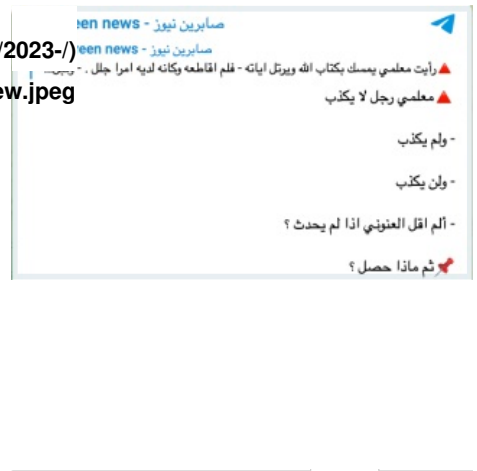 صابرين نيوز - een news
/2023-/)
صابرين نيوز - reen news
🔺رأيت معلمي يمسك بكتاب الله ويرتل اياته - فلم اقاطعه وكانه لديه امرا جلل . -
ew.jpeg
🔺 معلمي رجل لا يكذب
- ولم يكذب
- ولن يكذب
- ألم اقل العنوني اذا لم يحدث ؟
📌 ثم ماذا حصل ؟